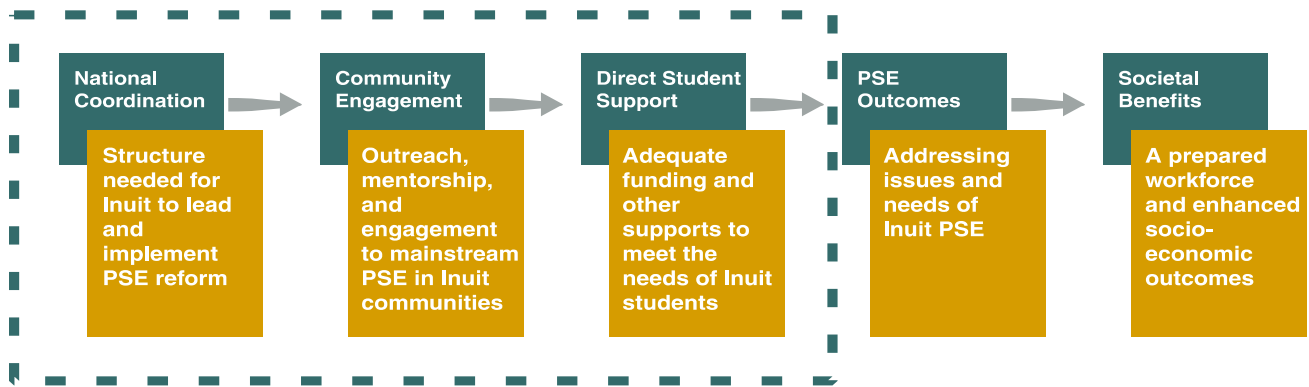 National
Coordination
Structure
needed for
Inuit to lead
and
implement
PSE reform
Community
Engagement
Outreach,
mentorship,
and
engagement
to mainstream
PSE in Inuit
communities
Direct Student
Support
Adequate
funding and
other
supports to
meet the
needs of Inuit
students
PSE
Outcomes
Addressing
issues and
needs of
Inuit PSE
Societal
Benefits
A prepared
workforce
and enhanced
socio-
economic
outcomes